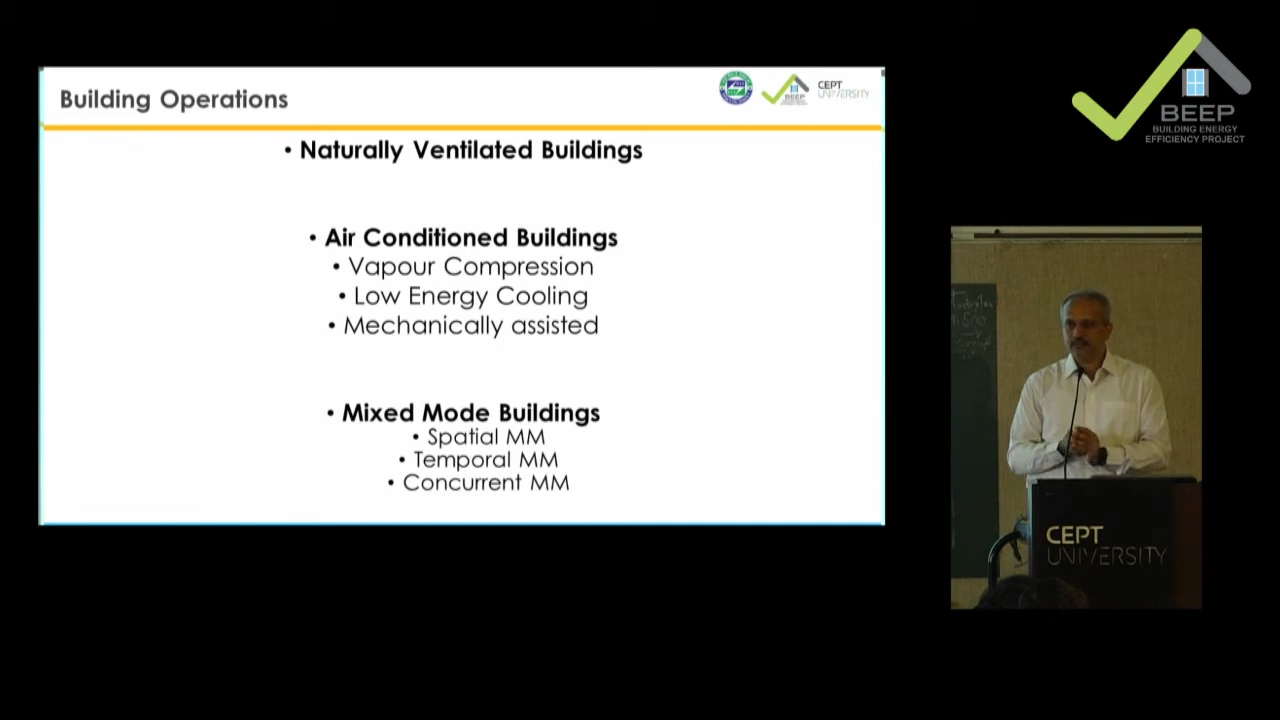 Building Operations
BEEP
CEPT
UNIVERSITY
• Naturally Ventilated Buildings
• Air Conditioned Buildings
• Vapour Compression
• Low Energy Cooling
• Mechanically assisted
• Mixed Mode Buildings
• Spatial MM
• Temporal MM
• Concurrent MM
BEEP
BUILDING ENERGY
EFFICIENCY PROJECT
CEPT
UNIVERSITY